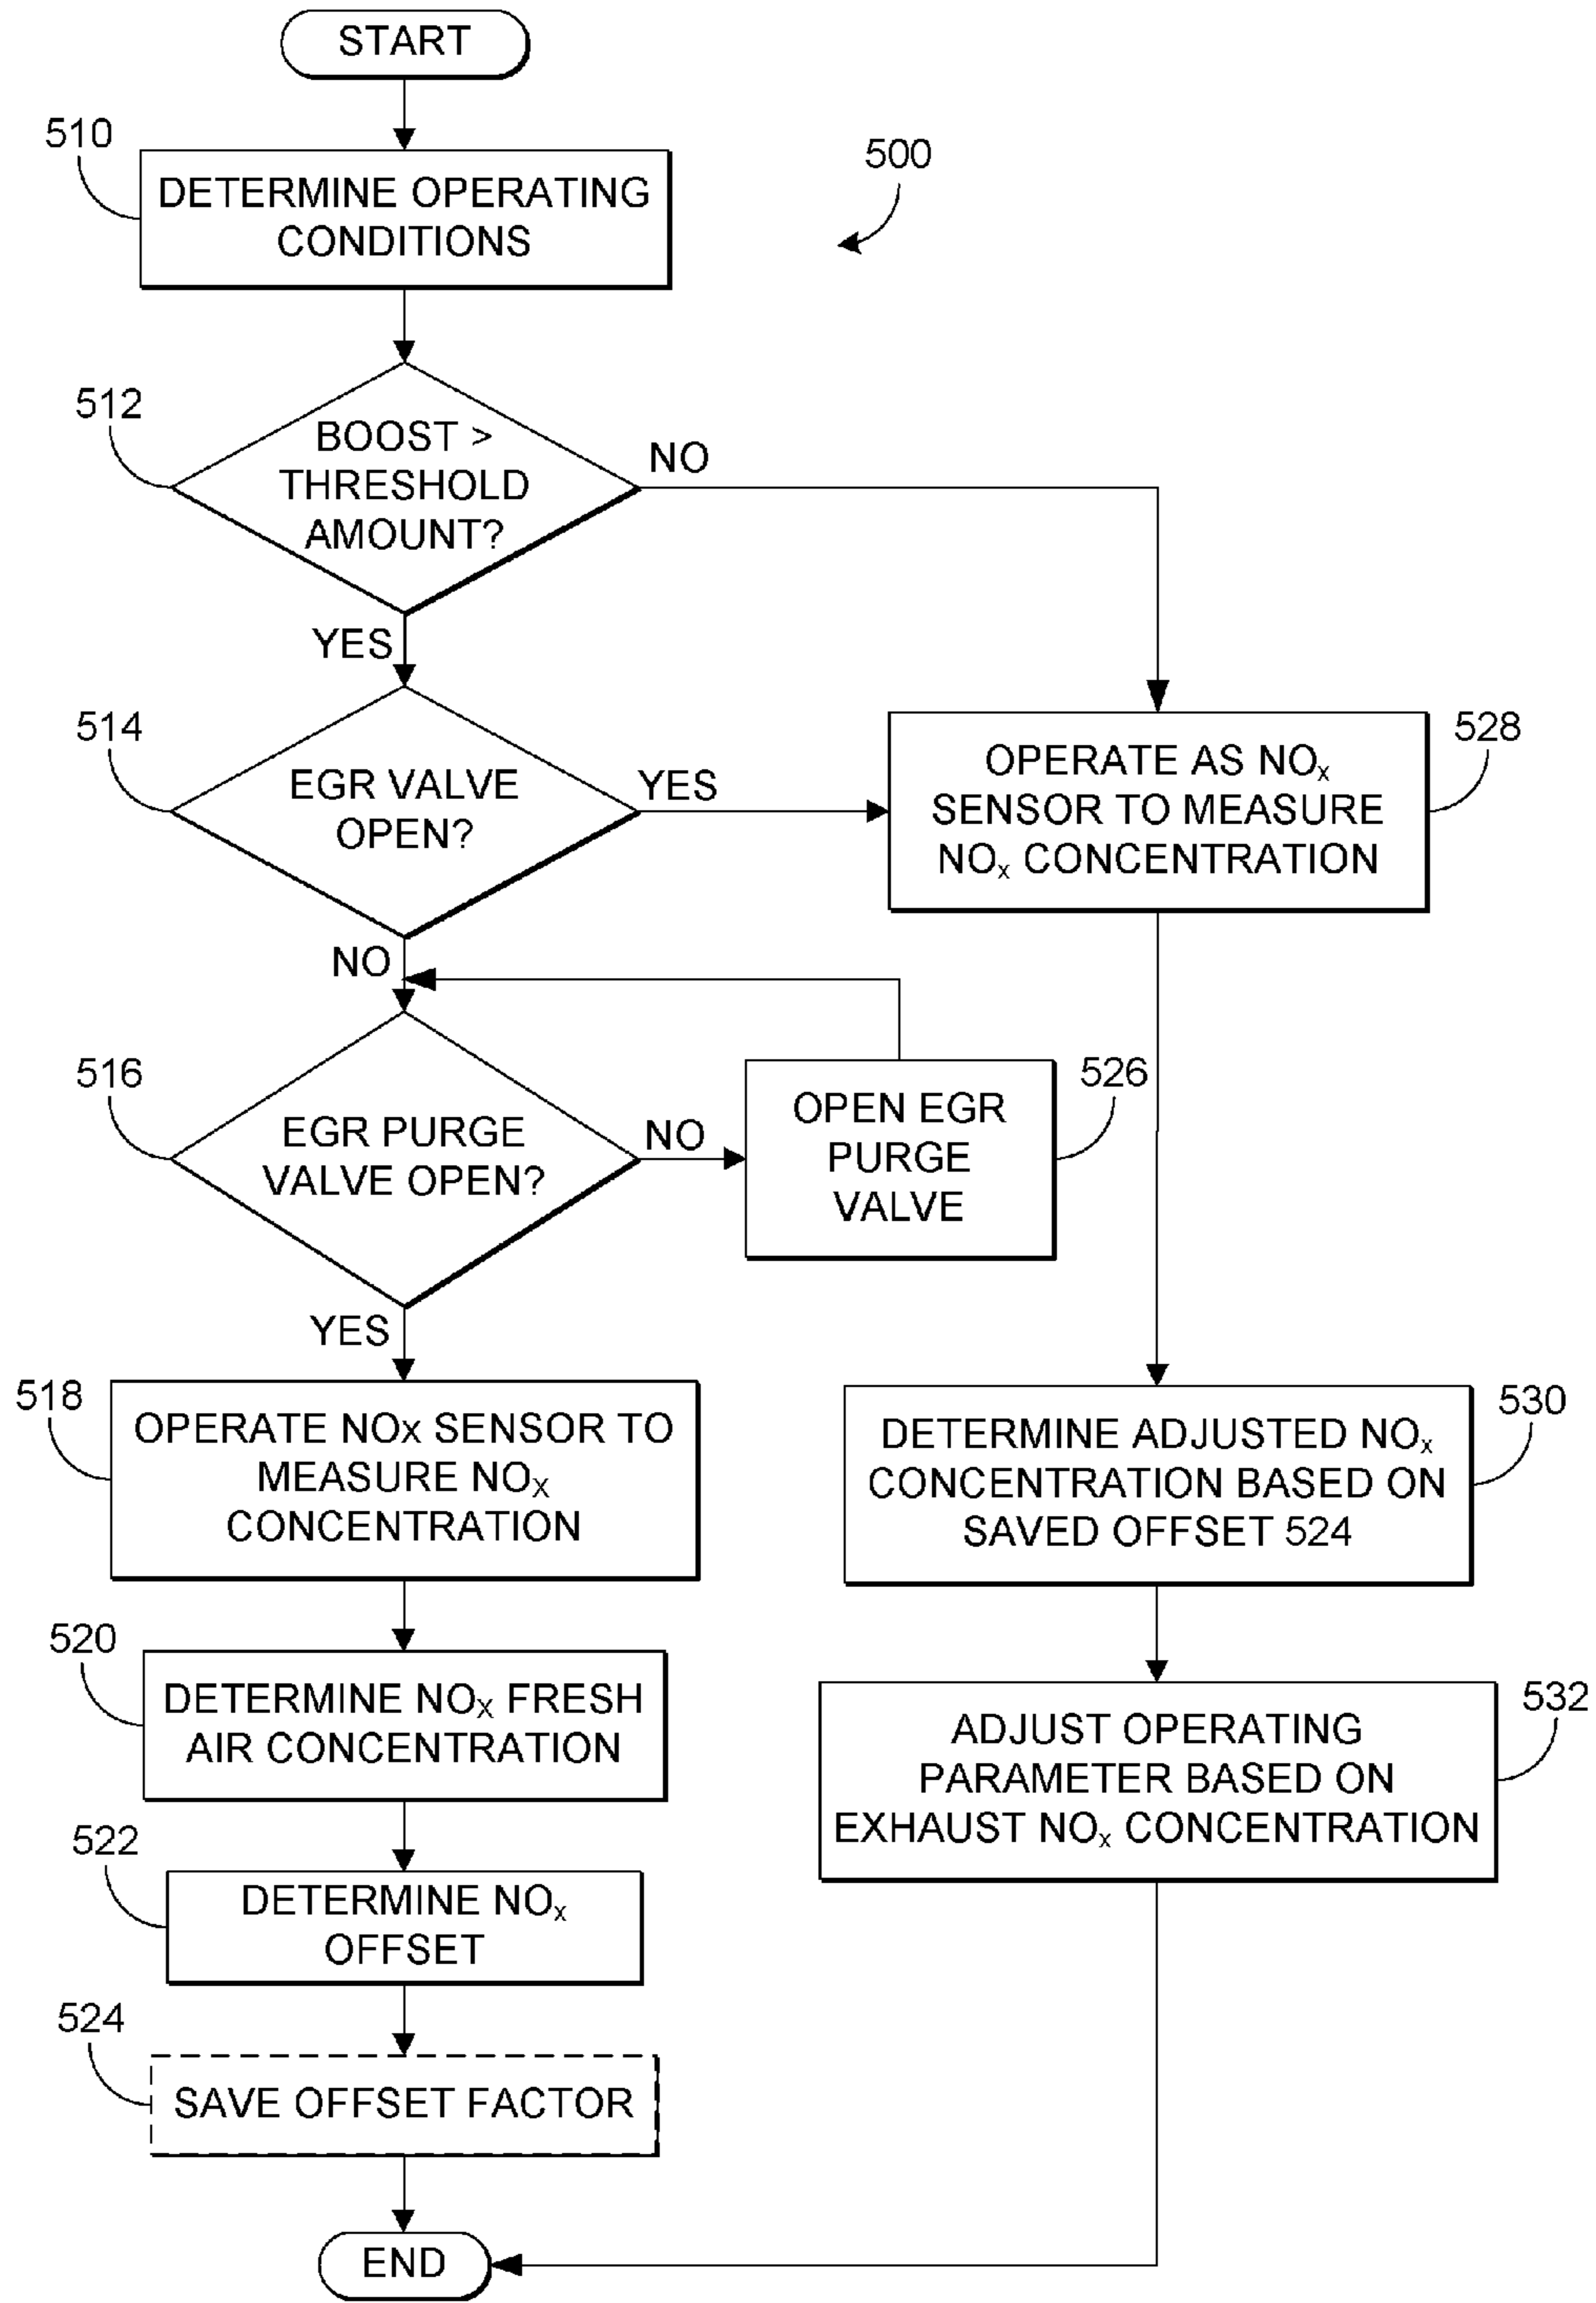 START
510
DETERMINE OPERATING
CONDITIONS
500
512
BOOST >
THRESHOLD
AMOUNT?
NO
YES
514
EGR VALVE
OPEN?
YES
NO
528
OPERATE AS NOx
SENSOR TO MEASURE
NOx CONCENTRATION
516
EGR PURGE
VALVE OPEN?
NO
YES
526
OPEN EGR
PURGE
VALVE
518
OPERATE NOx SENSOR TO
MEASURE NOX
CONCENTRATION
530
DETERMINE ADJUSTED NOx
CONCENTRATION BASED ON
SAVED OFFSET 524
520
DETERMINE NOX FRESH
AIR CONCENTRATION
532
ADJUST OPERATING
PARAMETER BASED ON
EXHAUST NOx CONCENTRATION
522
DETERMINE NOx
OFFSET
524
SAVE OFFSET FACTOR
END